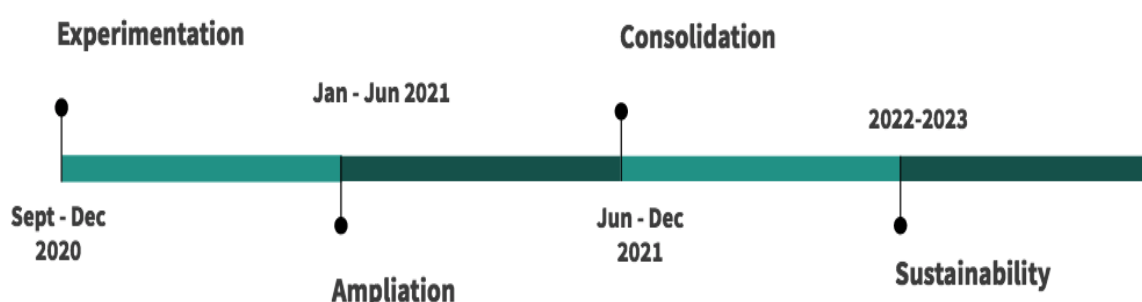 Experimentation
Consolidation
Jan - Jun 2021
2022-2023
Sept - Dec
2020
Jun - Dec
2021
Ampliation
Sustainability